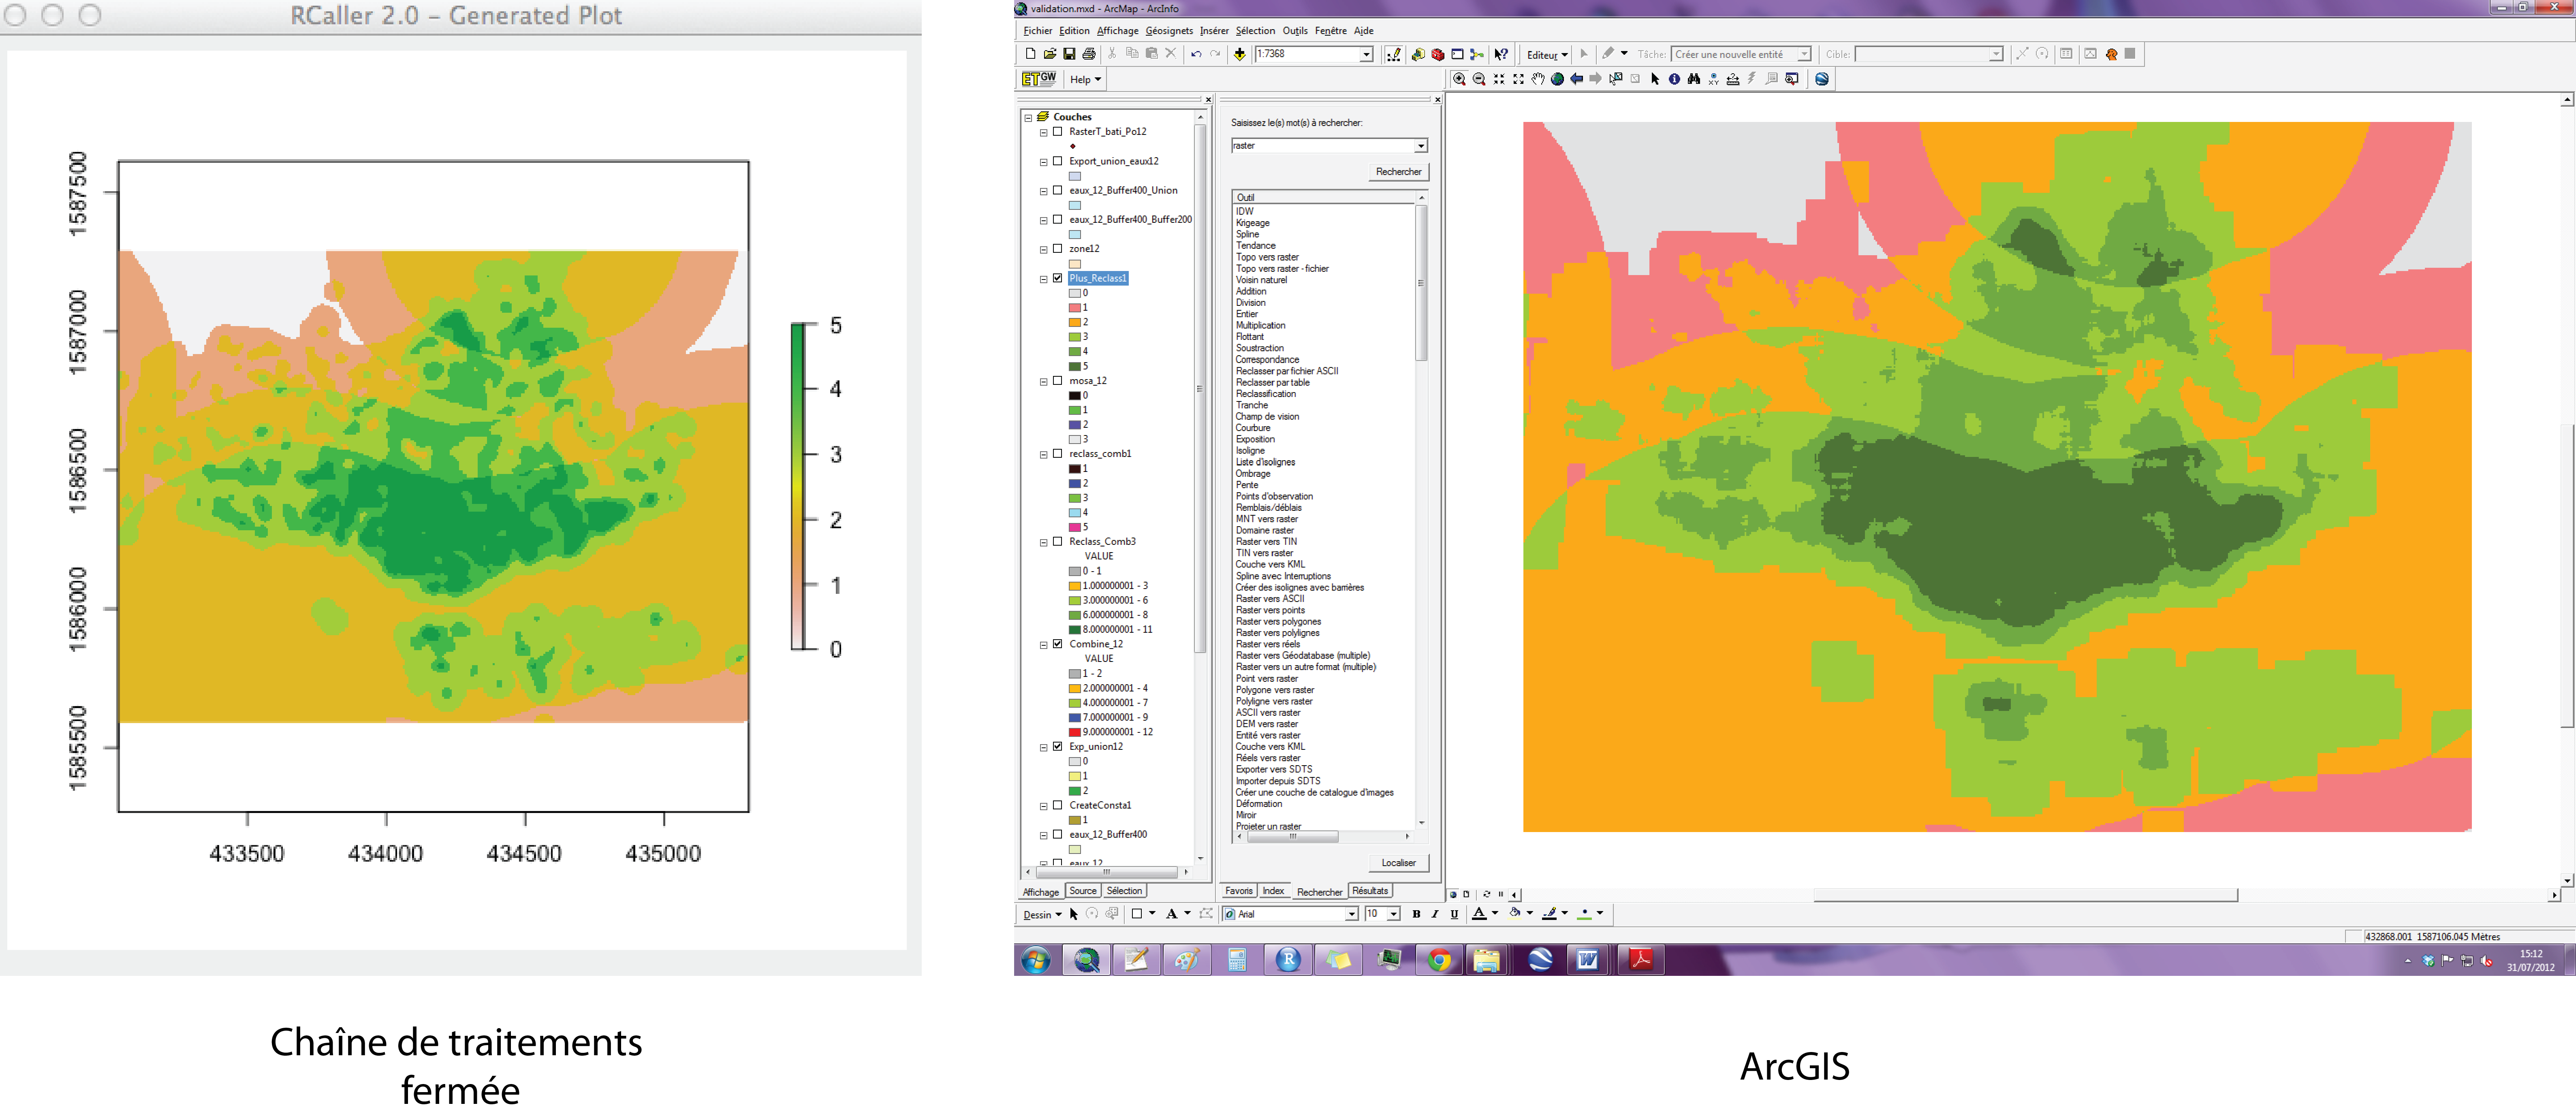 RCaller 2.0 – Generated Plot
1587500
1587000
1586500
1586000
1585500
433500 434000 434500 435000
5
4
3
2
1
0
Chaîne de traitements
fermée
validation.mxd - ArcMap - ArcInfo
Fichier Edition Affichage Géosignets Insérer Sélection Outils Fenêtre Aide
1:7368
Editeur Tâche: Créer une nouvelle entité Cible:
ET GW Help
Couches
RasterT_bati_Po12
Export_union_eaux12
eaux_12_Buffer400_Union
eaux_12_Buffer400_Buffer200
zone12
Plus_Reclass1
0
1
2
3
4
5
mosa_12
0
1
2
3
reclass_comb1
1
2
3
4
5
Reclass_Comb3
VALUE
0 - 1
1.000000001 - 3
3.000000001 - 6
6.000000001 - 8
8.000000001 - 11
Combine_12
VALUE
1 - 2
2.000000001 - 4
4.000000001 - 7
7.000000001 - 9
9.000000001 - 12
Exp_union12
0
1
2
CreateConsta1
1
eaux_12_Buffer400
eaux_12
Affichage Source Sélection
Saisissez le(s) mot(s) à rechercher:
raster
Rechercher
Outil
IDW
Krigeage
Spline
Tendance
Topo vers raster
Topo vers raster - fichier
Voisin naturel
Addition
Division
Entier
Multiplication
Flottant
Soustraction
Correspondance
Reclasser par fichier ASCII
Reclasser par table
Reclassification
Tranche
Champ de vision
Courbure
Exposition
Isoligne
Liste d'isolignes
Ombrage
Pente
Points d'observation
Remblais/déblais
MNT vers raster
Domaine raster
Raster vers TIN
TIN vers raster
Couche vers KML
Spline avec Interruptions
Créer des isolignes avec barrières
Raster vers ASCII
Raster vers points
Raster vers polygones
Raster vers polylignes
Raster vers réels
Raster vers Géodatabase (multiple)
Raster vers un autre format (multiple)
Point vers raster
Polygone vers raster
Polyligne vers raster
ASCII vers raster
DEM vers raster
Entité vers raster
Couche vers KML
Réels vers raster
Exporter vers SDTS
Importer depuis SDTS
Créer une couche de catalogue d'images
Déformation
Miroir
Projeter un raster
Localiser
Favoris Index Rechercher Résultats
Dessin A Arial 10 B I U A
432868.001 1587106.045 Mètres
15:12
31/07/2012
ArcGIS